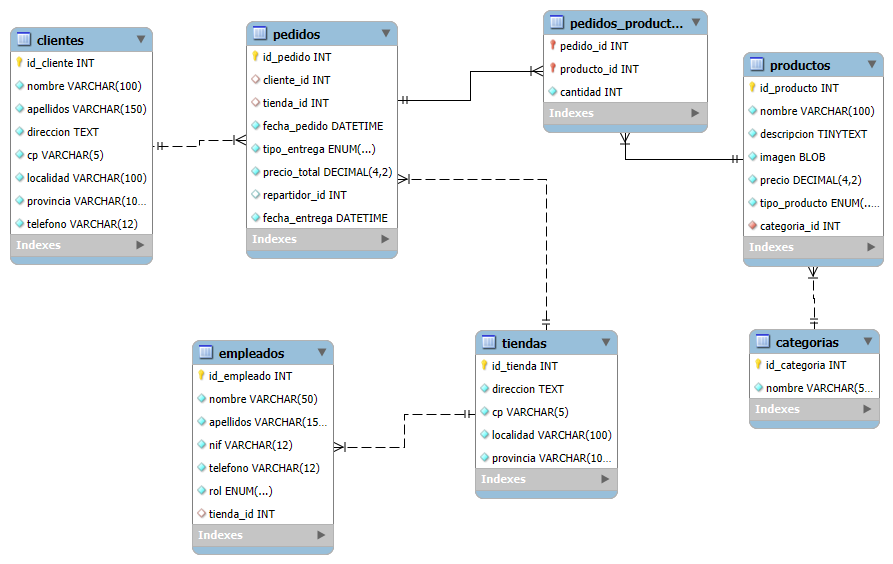 clientes
id_cliente INT
nombre VARCHAR(100)
apellidos VARCHAR(150)
direccion TEXT
cp VARCHAR(5)
localidad VARCHAR(100)
provincia VARCHAR(10...
telefono VARCHAR(12)
Indexes
pedidos
id_pedido INT
cliente_id INT
tienda_id INT
fecha_pedido DATETIME
tipo_entrega ENUM(...)
precio_total DECIMAL(4,2)
repartidor_id INT
fecha_entrega DATETIME
Indexes
pedidos_product...
pedido_id INT
producto_id INT
cantidad INT
Indexes
productos
id_producto INT
nombre VARCHAR(100)
descripcion TINYTEXT
imagen BLOB
precio DECIMAL(4,2)
tipo_producto ENUM(...
categoria_id INT
Indexes
empleados
id_empleado INT
nombre VARCHAR(50)
apellidos VARCHAR(15...
nif VARCHAR(12)
telefono VARCHAR(12)
rol ENUM(...)
tienda_id INT
Indexes
tiendas
id_tienda INT
direccion TEXT
cp VARCHAR(5)
localidad VARCHAR(100)
provincia VARCHAR(10...
Indexes
categorias
id_categoria INT
nombre VARCHAR(5...
Indexes